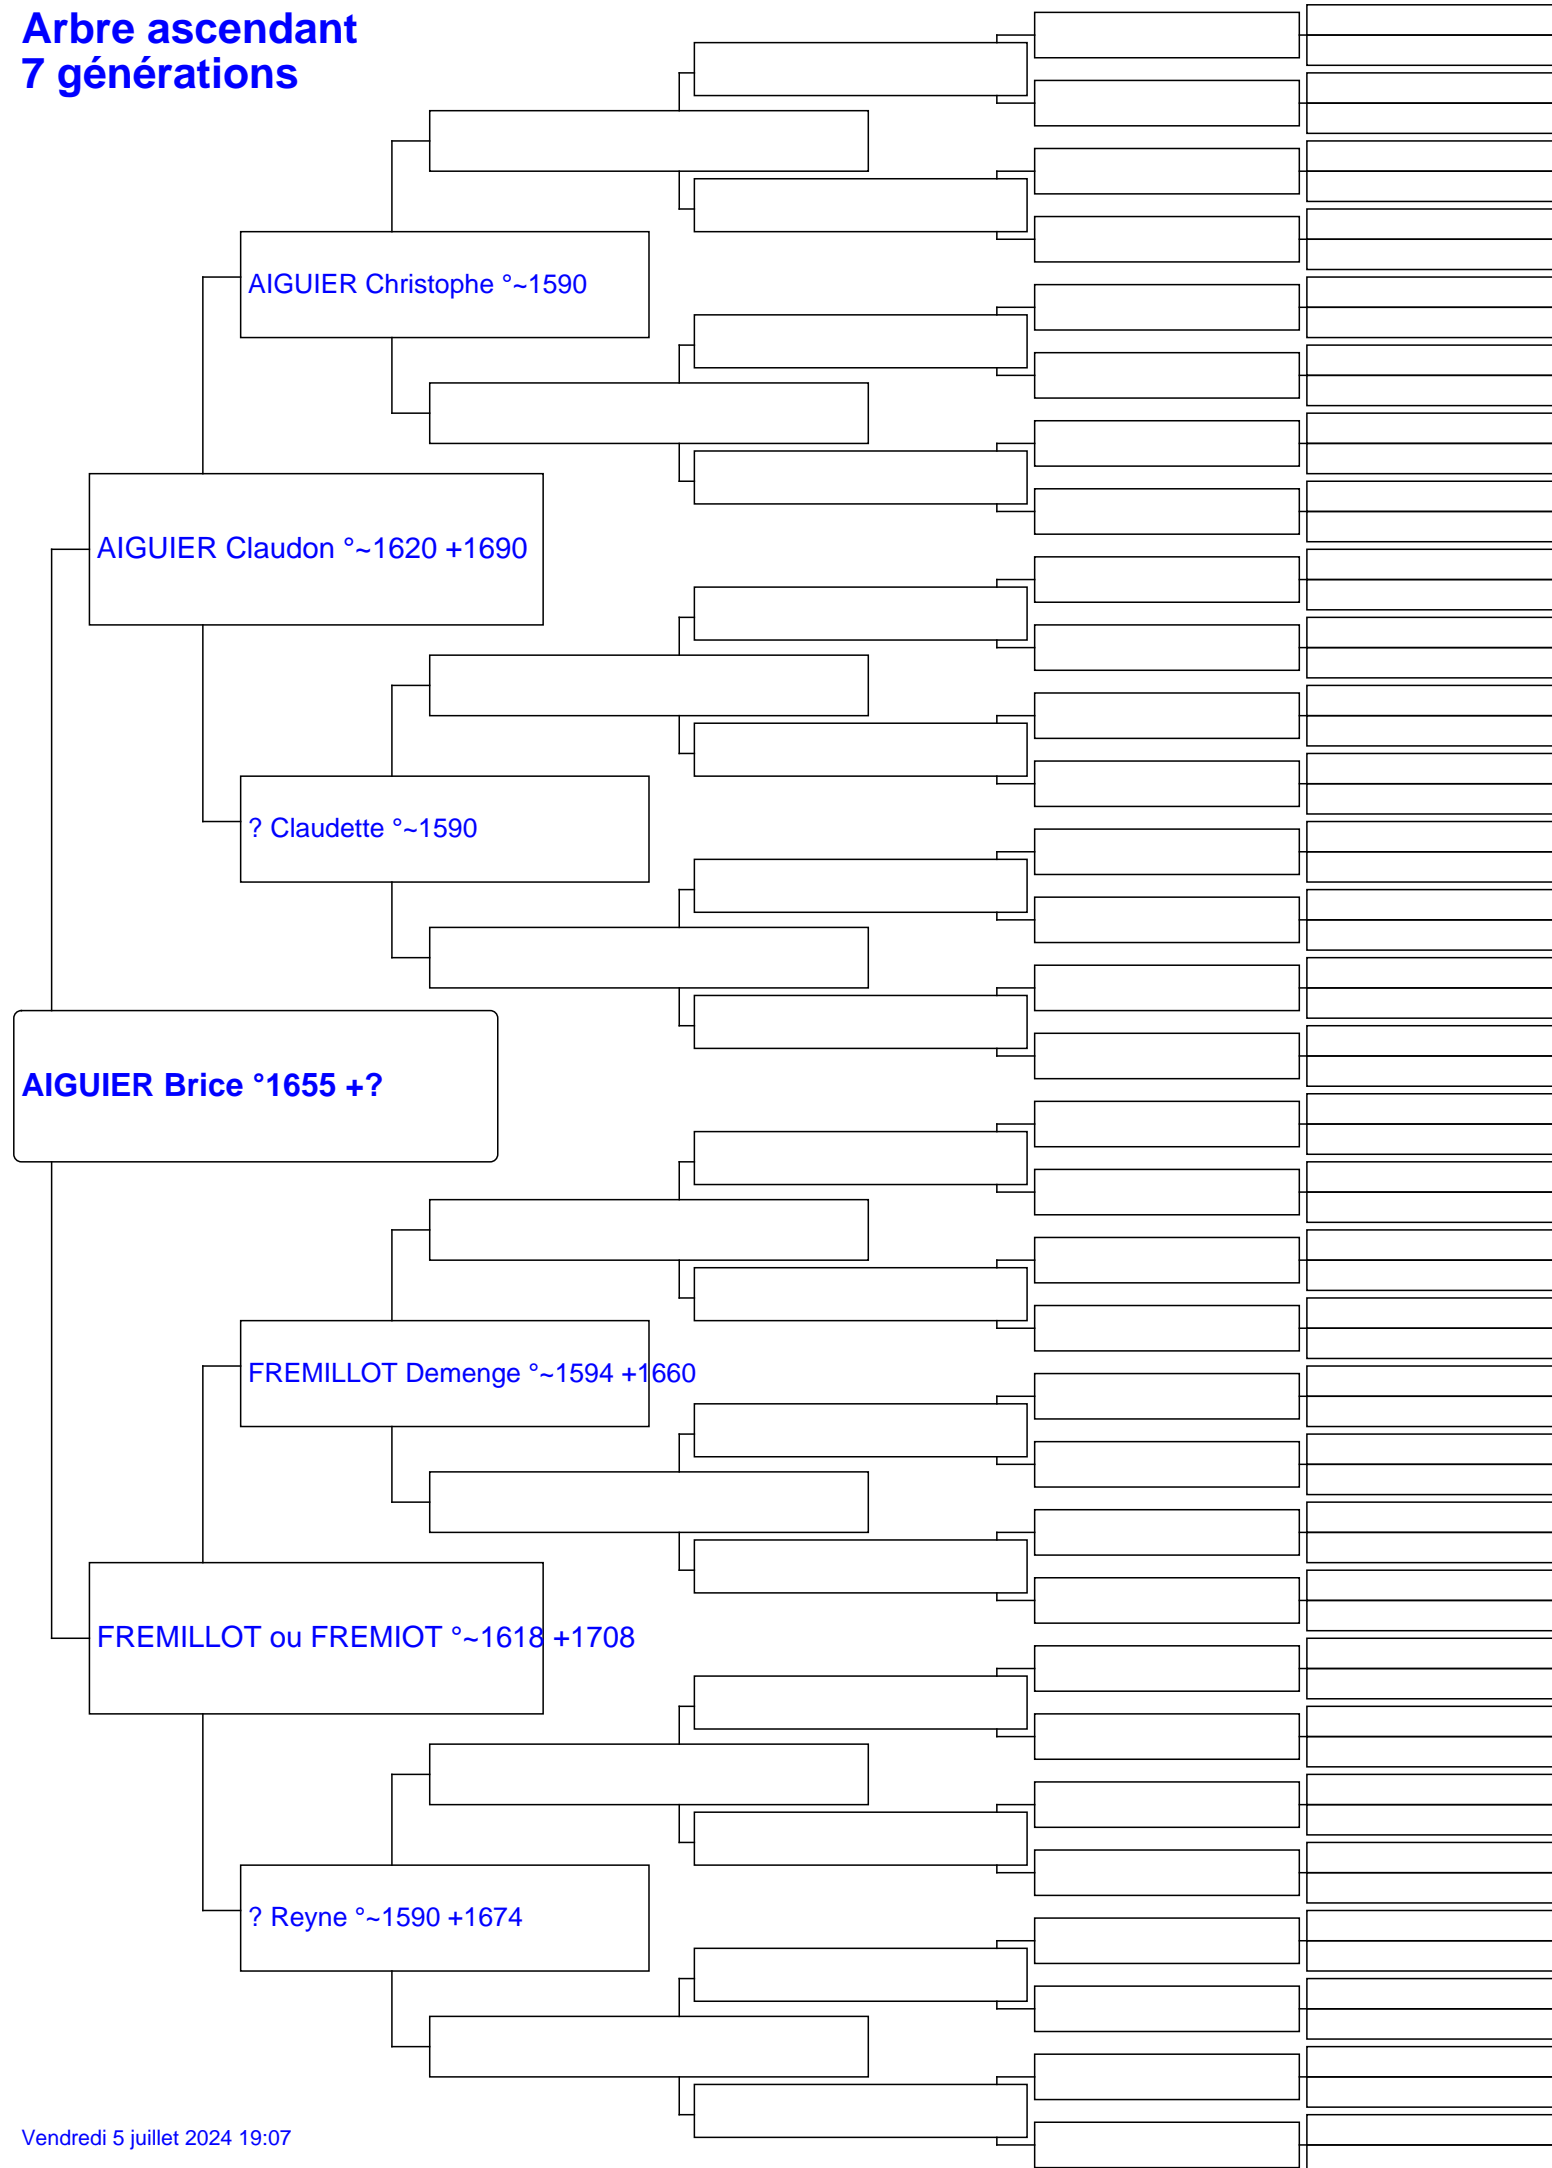 Arbre ascendant
7 générations
AIGUIER Christophe °~1590
AIGUIER Claudon °~1620 +1690
? Claudette °~1590
AIGUIER Brice °1655 +?
FREMILLOT Demenge °~1594 +1660
FREMILLOT ou FREMIOT °~1618 +1708
? Reyne °~1590 +1674
Vendredi 5 juillet 2024 19:07